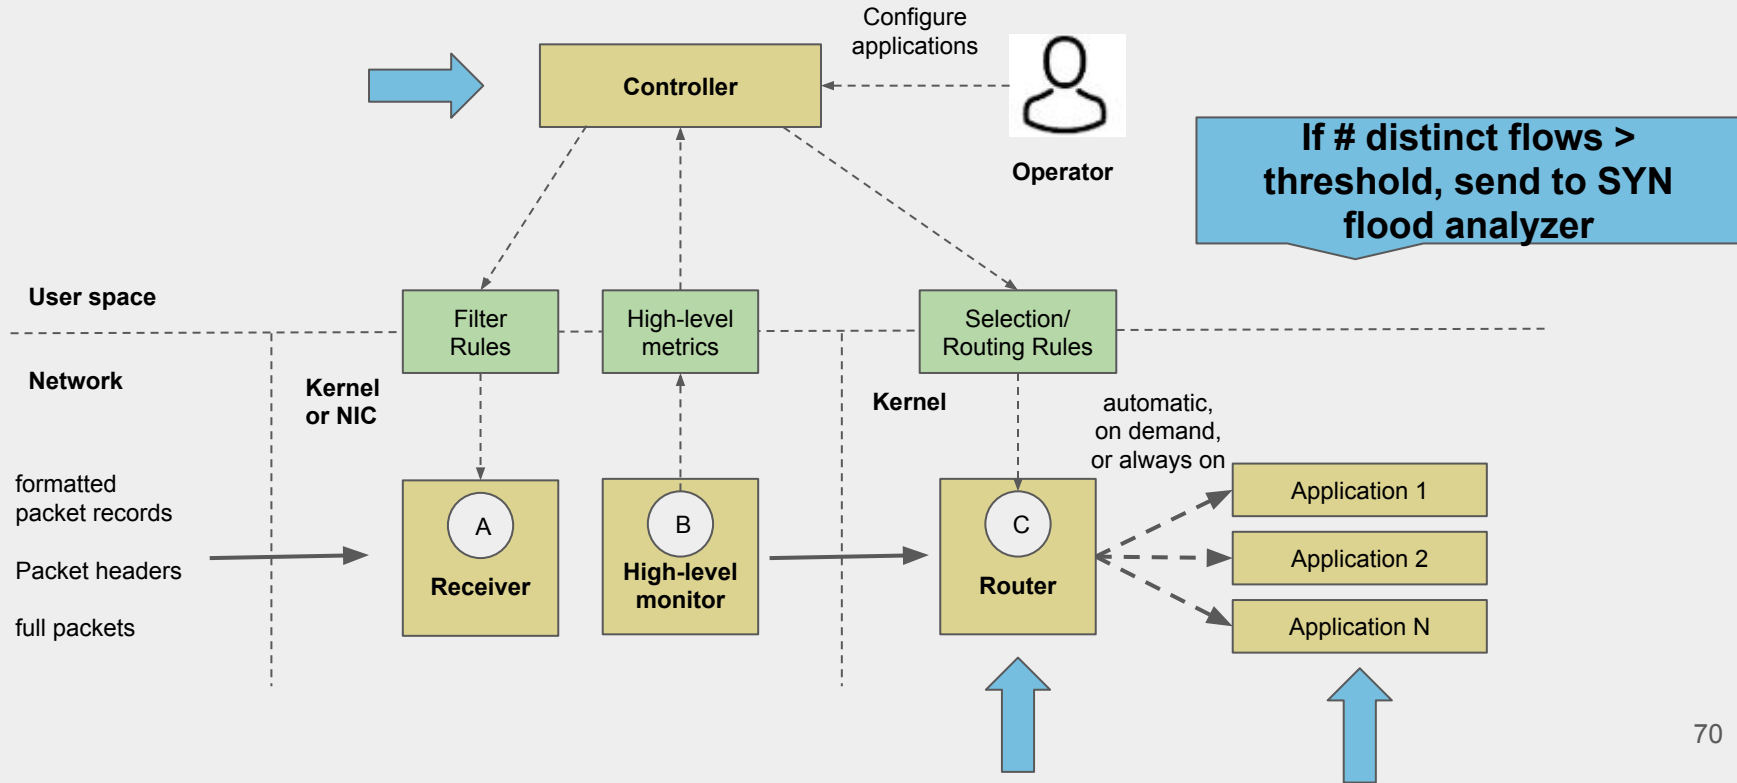 Configure
applications
Controller
Operator
If # distinct flows >
threshold, send to SYN
flood analyzer
User space
Filter
Rules
High-level
metrics
Selection/
Routing Rules
Network
Kernel
or NIC
Kernel
automatic,
on demand,
or always on
formatted
packet records
Packet headers
full packets
A
Receiver
B
High-level
monitor
C
Router
Application 1
Application 2
Application N
70